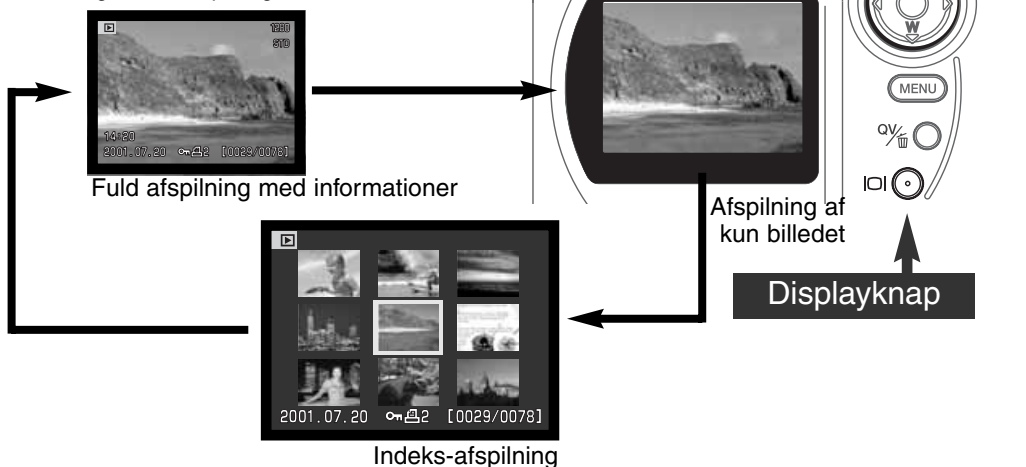 1280
STD
14:20
2001.07.20 2 [0029/0078]
Fuld afspilning med informationer
W
MENU
QV/
Afspilning af
kun billedet
Displayknap
2001.07.20 2 [0029/0078]
Indeks-afspilning